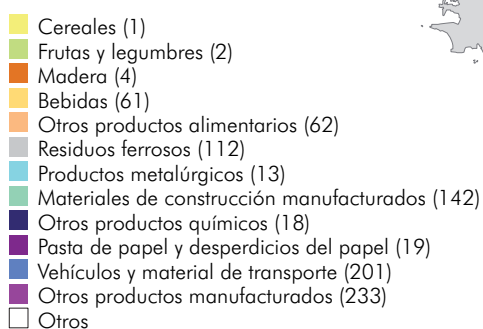 Cereales (1)
Frutas y legumbres (2)
Madera (4)
Bebidas (61)
Otros productos alimentarios (62)
Residuos ferrosos (112)
Productos metalúrgicos (13)
Materiales de construcción manufacturados (142)
Otros productos químicos (18)
Pasta de papel y desperdicios del papel (19)
Vehículos y material de transporte (201)
Otros productos manufacturados (233)
Otros